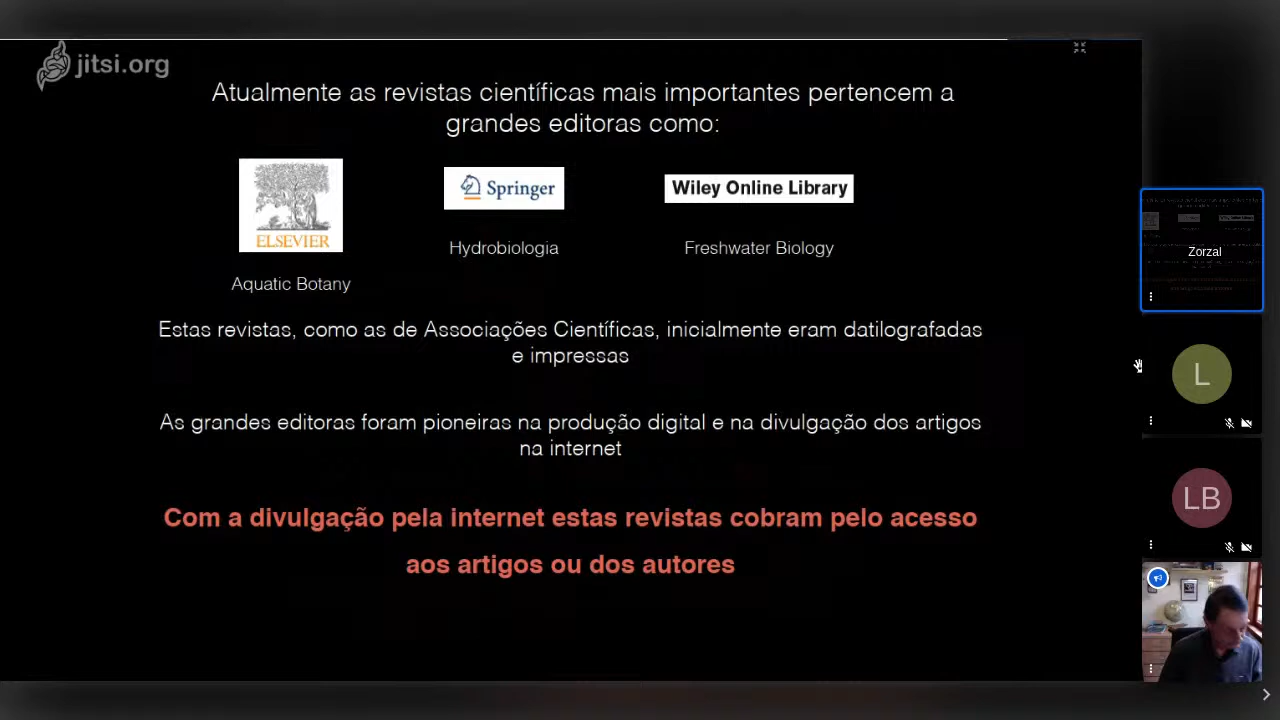 jitsi.org
Atualmente as revistas científicas mais importantes pertencem a
grandes editoras como:
ELSEVIER
Springer
Wiley Online Library
Hydrobiologia
Freshwater Biology
Aquatic Botany
Estas revistas, como as de Associações Científicas, inicialmente eram datilografadas
e impressas
As grandes editoras foram pioneiras na produção digital e na divulgação dos artigos
na internet
Com a divulgação pela internet estas revistas cobram pelo acesso
aos artigos ou dos autores
Zorzal
L
LB